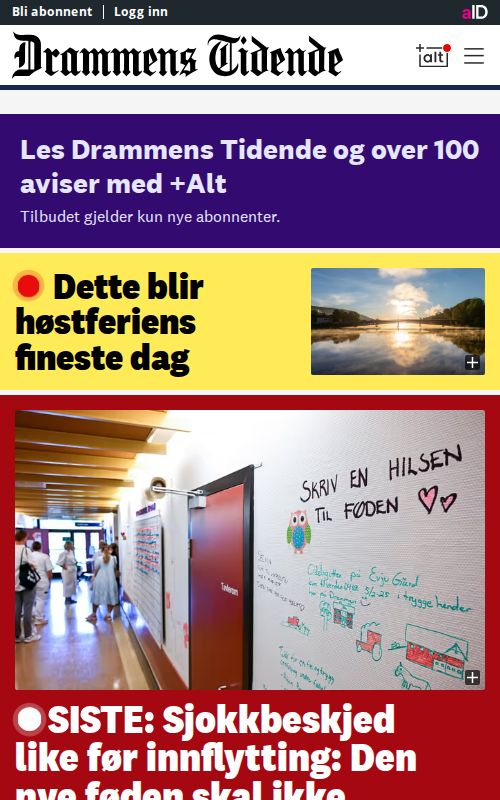 Bli abonnent
Logg inn
aID
Drammens Tidende
+alt
Les Drammens Tidende og over 100
aviser med +Alt
Tilbudet gjelder kun nye abonnenter.
Dette blir
høstferiens
fineste dag
SKRIV EN HILSEN
TIL FØDEN
i trygge hender
SISTE: Sjokkbeskjed
like før innflytting: Den
nye føden skal ikke